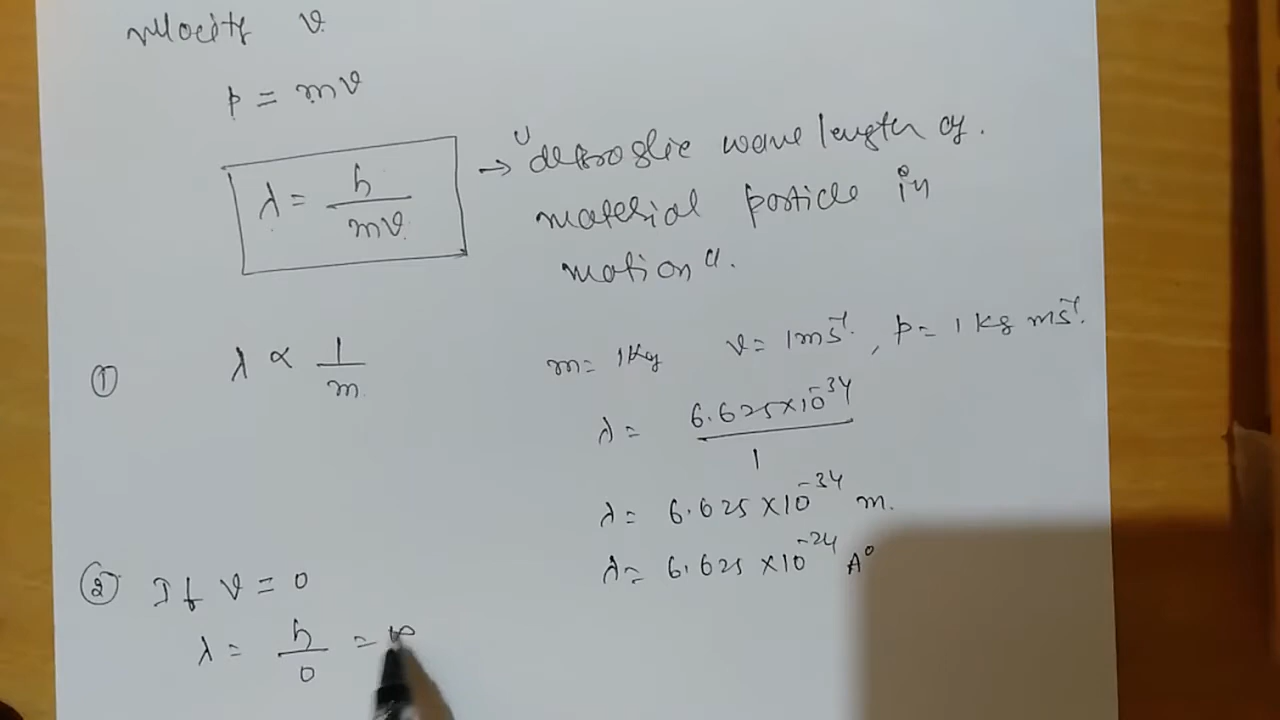 velocity v
p = mv
λ = h / mv → "debroglie wave length of
material particle in
motion".
① λ ∝ 1 / m
m = 1Kg v = 1ms⁻¹, p = 1 Kg ms⁻¹.
λ = 6.625×10⁻³⁴ / 1
λ = 6.625 ×10⁻³⁴ m.
λ = 6.625 ×10⁻²⁴ A⁰
② If v = 0
λ = h / 0 = ∞